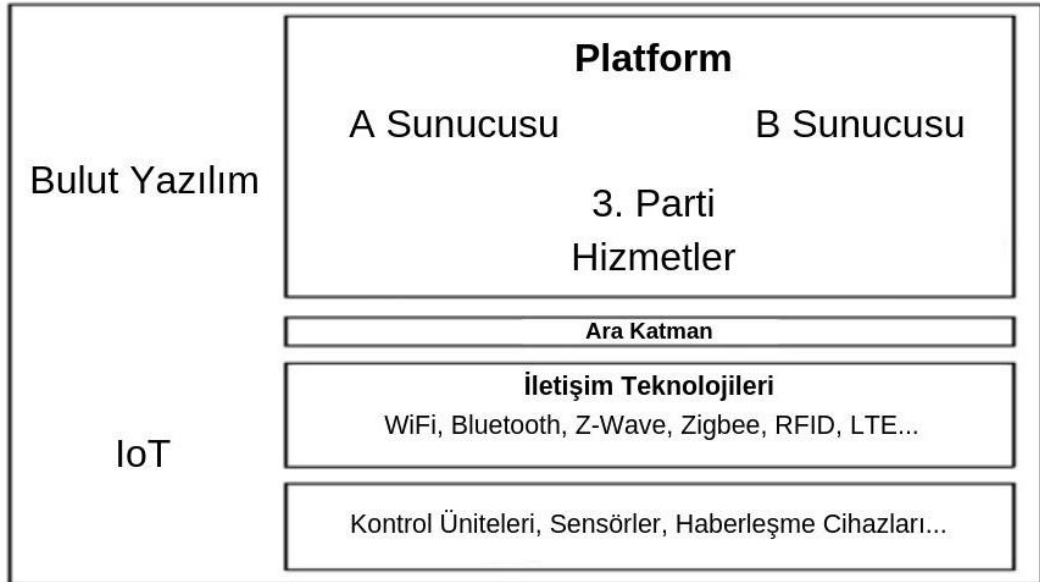 Platform
A Sunucusu B Sunucusu
Bulut Yazılım
3. Parti
Hizmetler
Ara Katman
İletişim Teknolojileri
WiFi, Bluetooth, Z-Wave, Zigbee, RFID, LTE...
IoT
Kontrol Üniteleri, Sensörler, Haberleşme Cihazları...